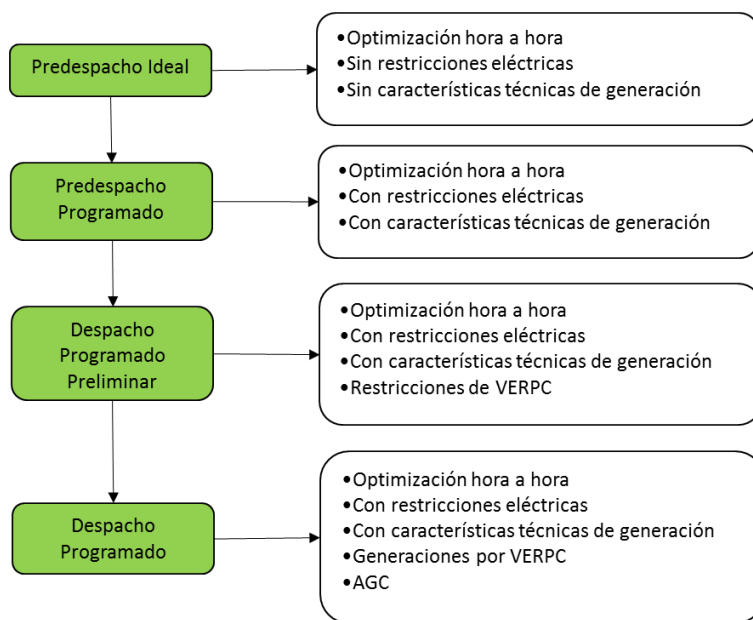 Predespacho Ideal
•Optimización hora a hora
•Sin restricciones eléctricas
•Sin características técnicas de generación
Predespacho
Programado
•Optimización hora a hora
•Con restricciones eléctricas
•Con características técnicas de generación
Despacho
Programado
Preliminar
•Optimización hora a hora
•Con restricciones eléctricas
•Con características técnicas de generación
•Restricciones de VERPC
Despacho
Programado
•Optimización hora a hora
•Con restricciones eléctricas
•Con características técnicas de generación
•Generaciones por VERPC
•AGC